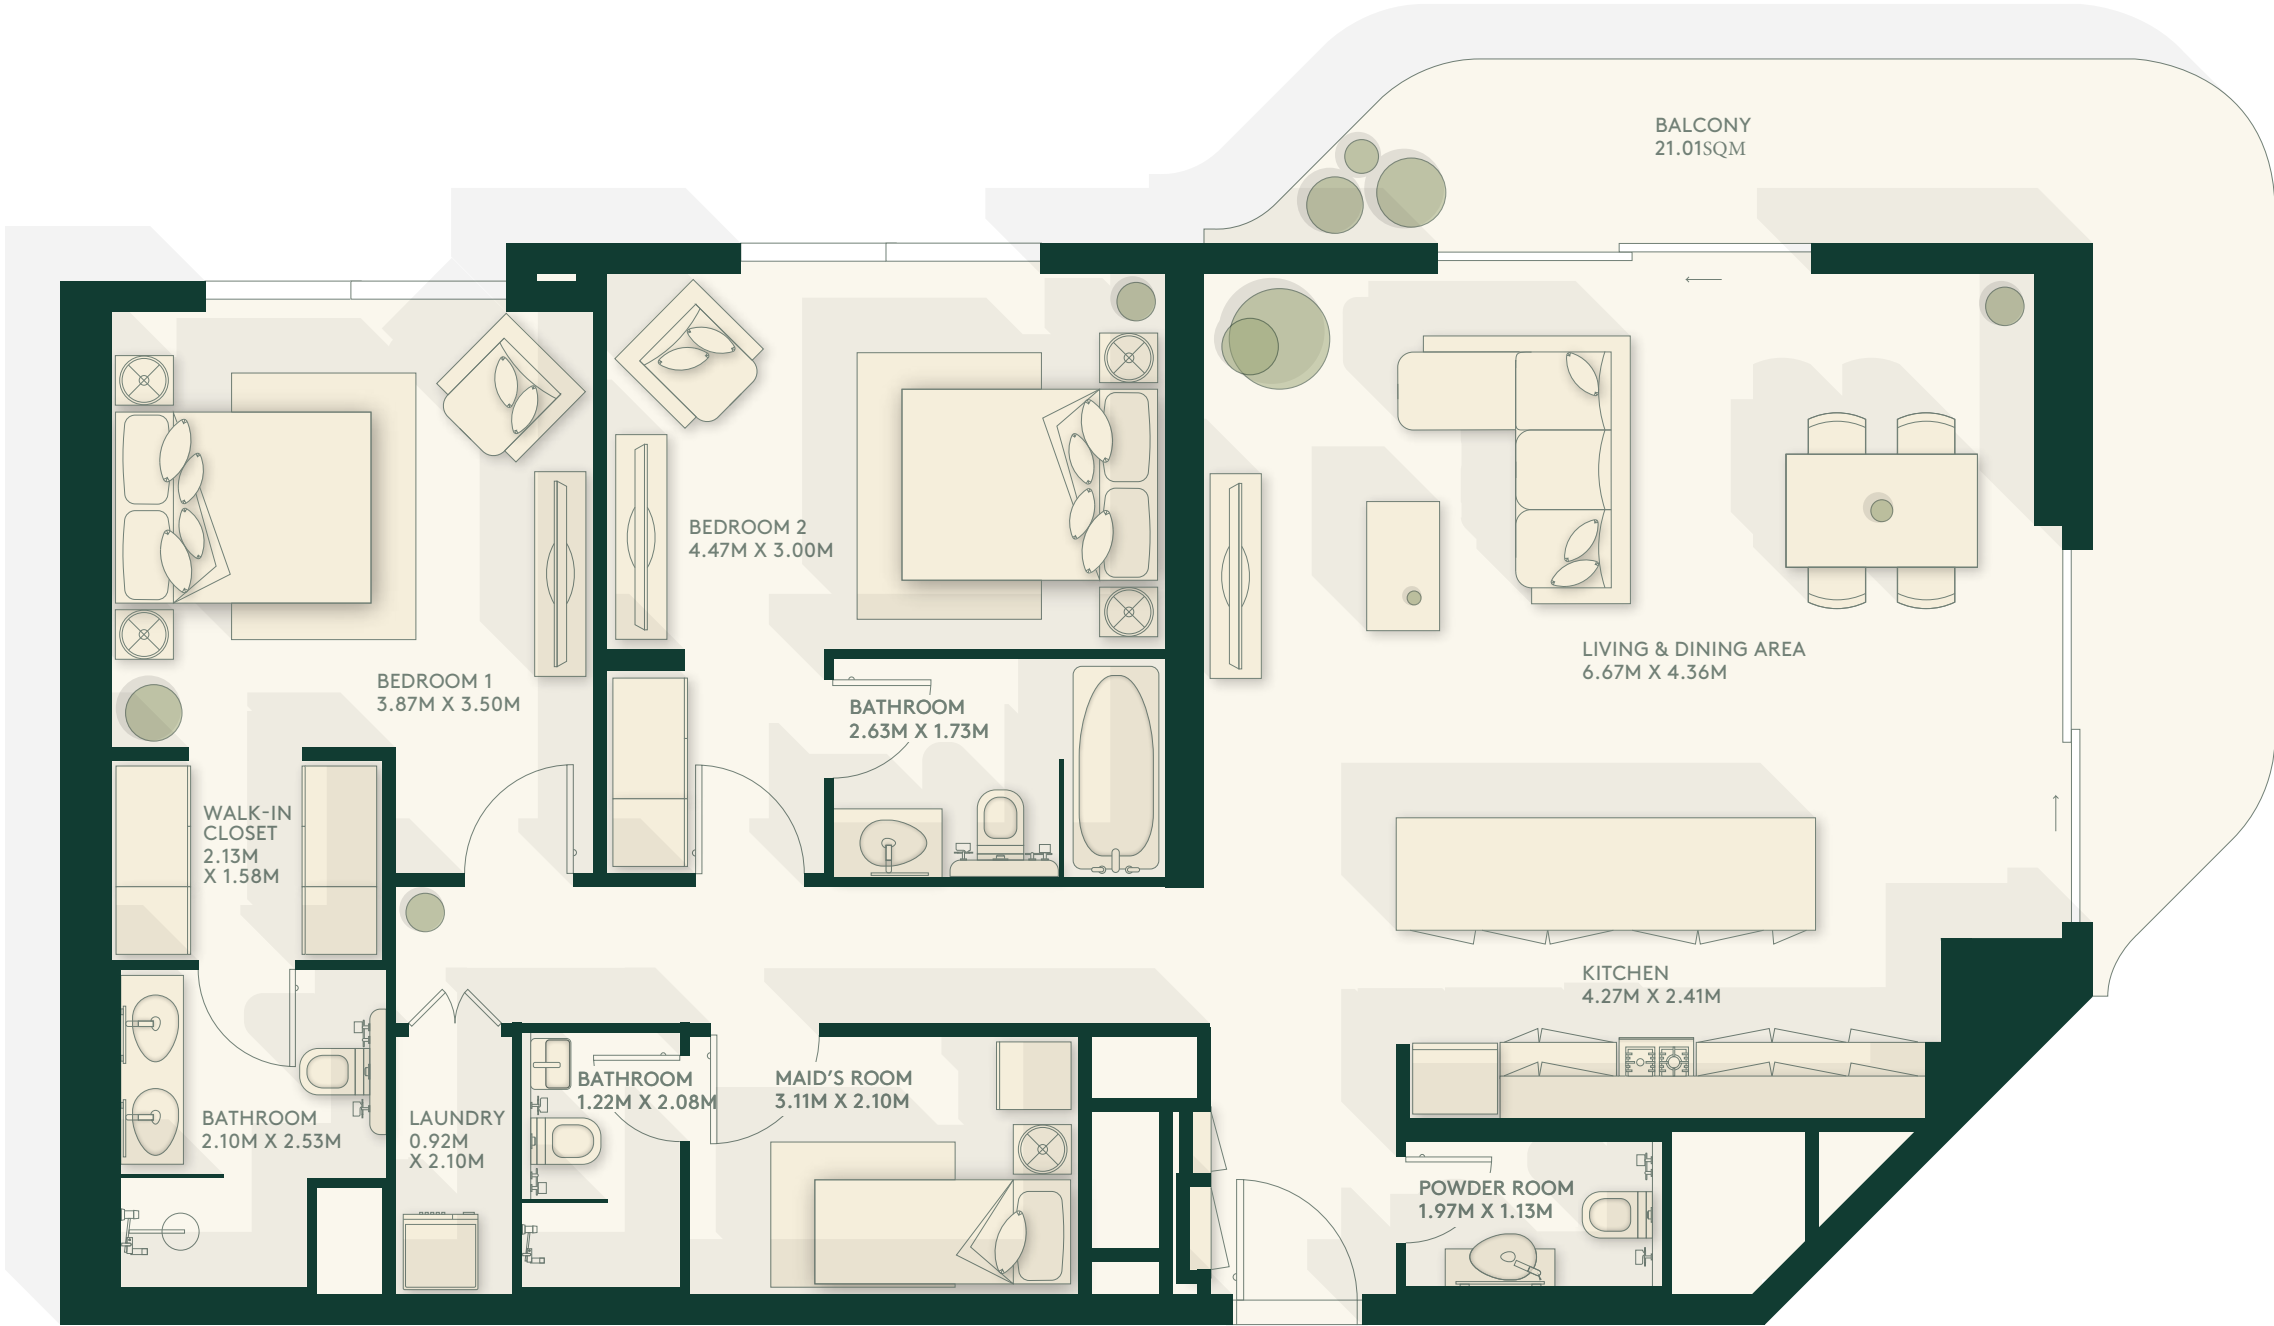 BALCONY
21.01SQM
BEDROOM 2
4.47M X 3.00M
LIVING & DINING AREA
6.67M X 4.36M
BEDROOM 1
3.87M X 3.50M
BATHROOM
2.63M X 1.73M
WALK-IN
CLOSET
2.13M
X 1.58M
KITCHEN
4.27M X 2.41M
BATHROOM
2.10M X 2.53M
LAUNDRY
0.92M
X 2.10M
BATHROOM
1.22M X 2.08M
MAID’S ROOM
3.11M X 2.10M
POWDER ROOM
1.97M X 1.13M